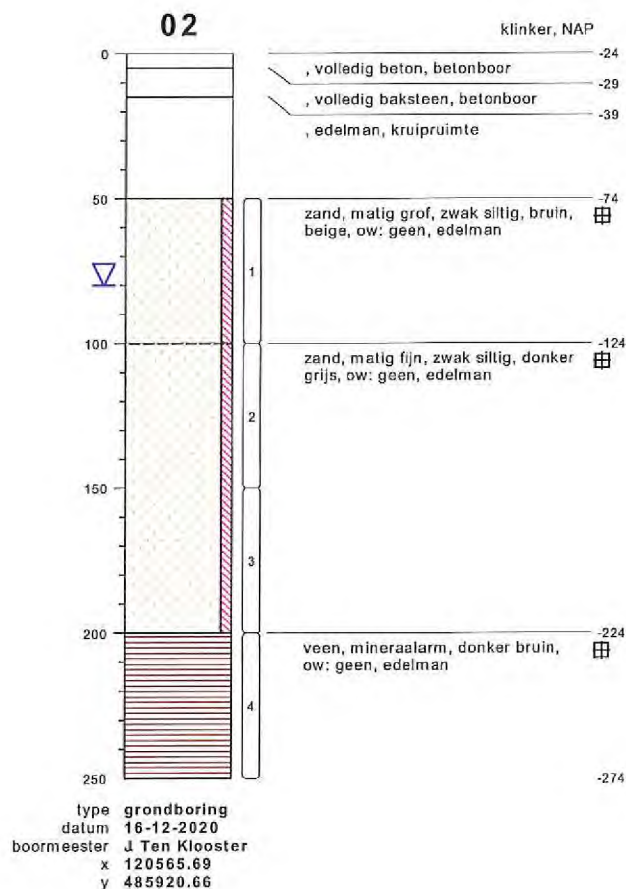 02
klinker, NAP
0
-24
, volledig beton, betonboor
-29
, volledig baksteen, betonboor
-39
, edelman, kruipruimte
50
-74
zand, matig grof, zwak siltig, bruin,
beige, ow: geen, edelman
1
100
-124
zand, matig fijn, zwak siltig, donker
grijs, ow: geen, edelman
2
150
3
200
-224
veen, mineraalarm, donker bruin,
ow: geen, edelman
4
250
-274
type grondboring
datum 16-12-2020
boormeester J. Ten Klooster
x 120565.69
y 485920.66